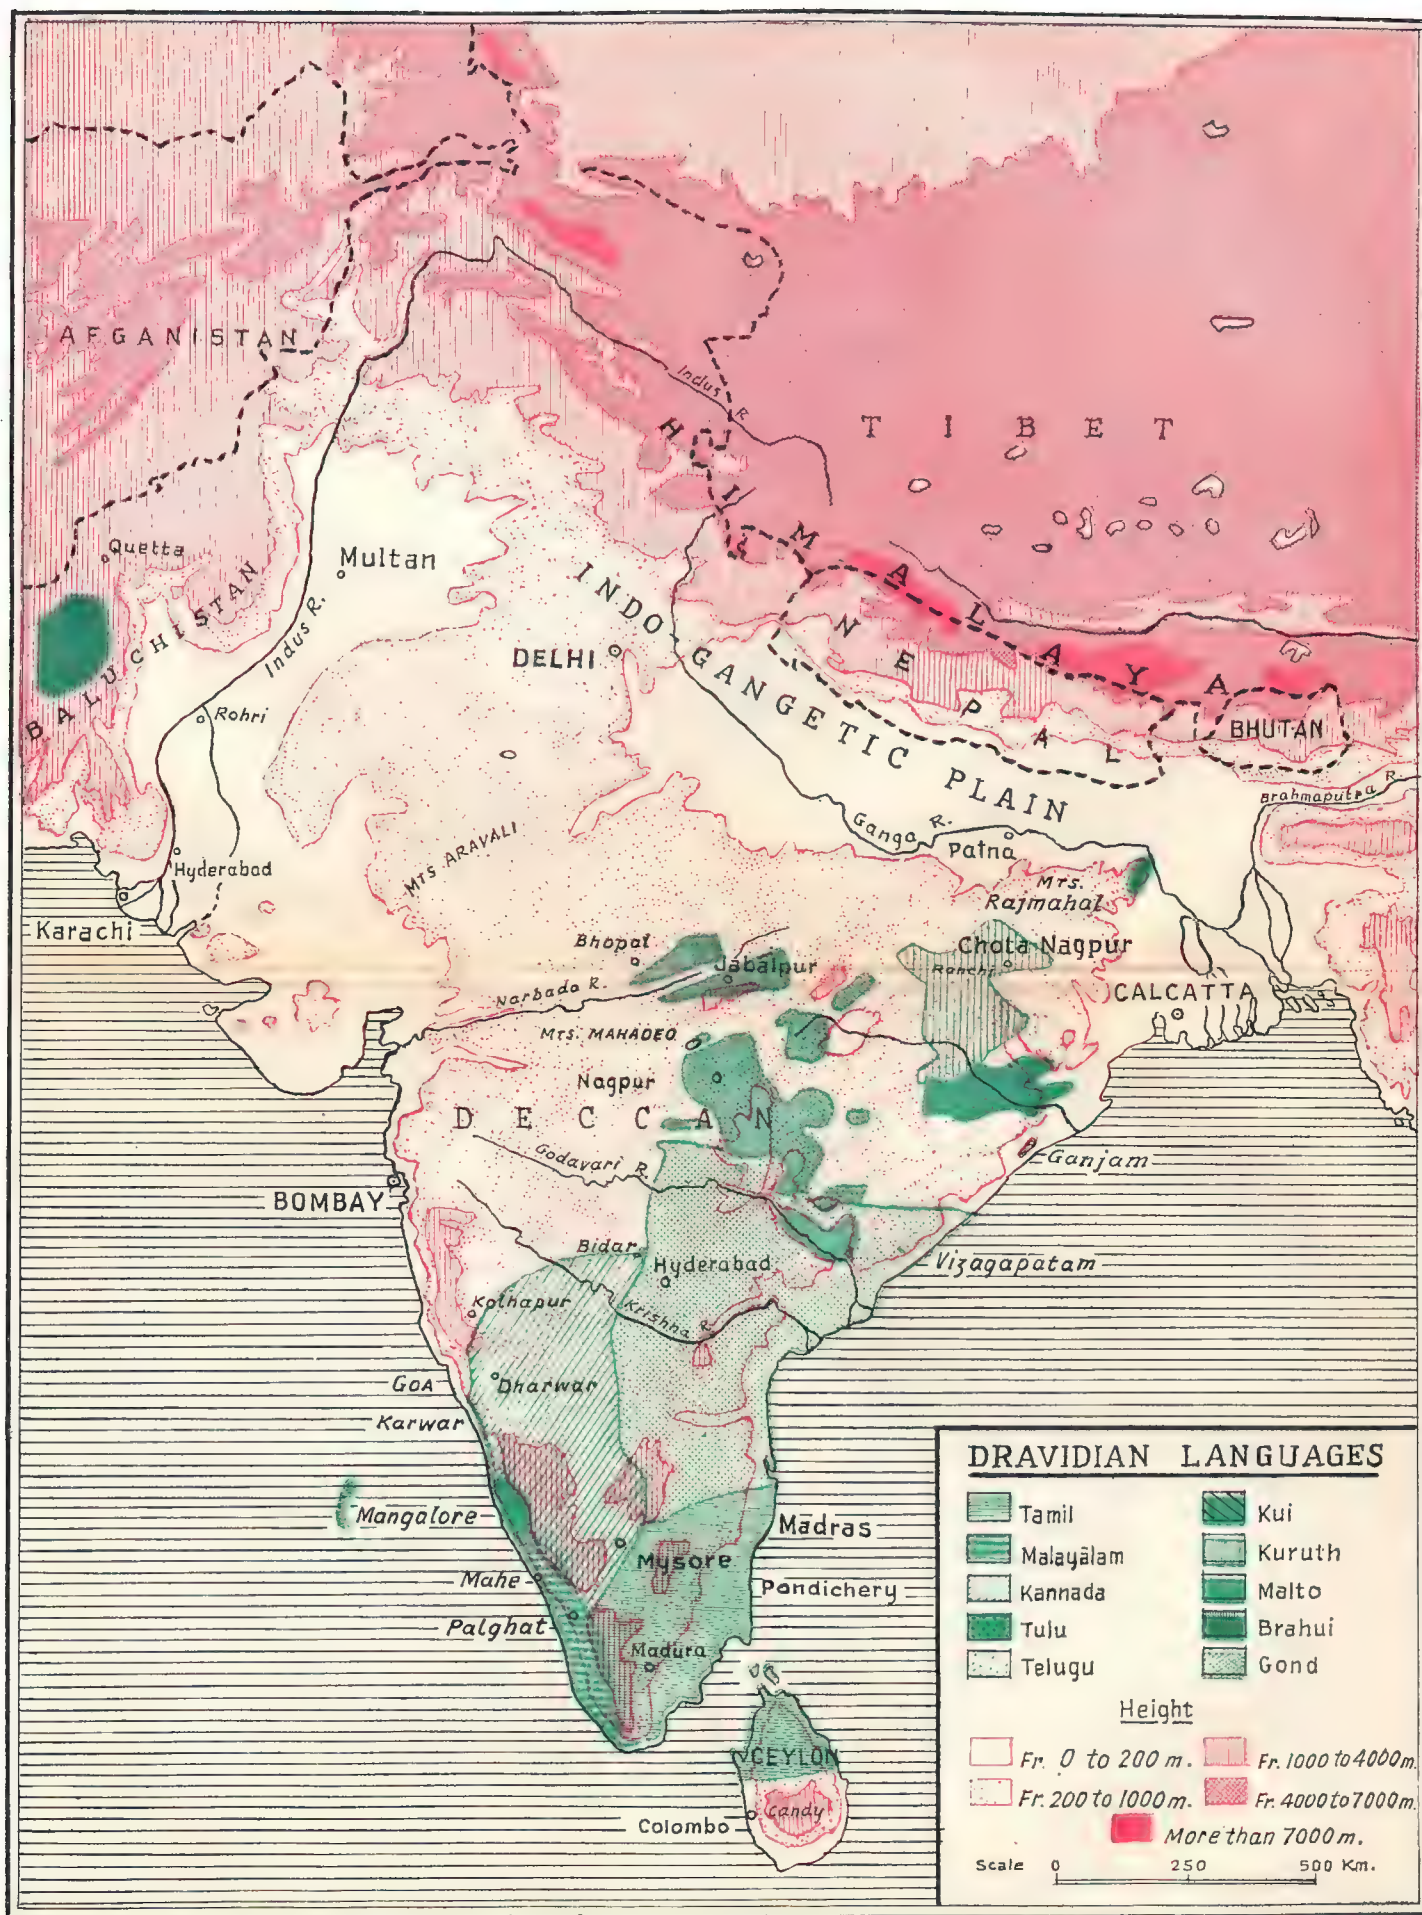 AFGANISTAN
TIBET
HIMALAYA
Indus R.
Quetta
Multan
BALUCHISTAN
Indus R.
INDO-GANGETIC PLAIN
DELHI
NEPAL
BHUTAN
Rohri
Brahmaputra R.
Ganga R.
Patna
MTS ARAVALI
Hyderabad
Mts.
Rajmahal
Karachi
Bhopal
Jabalpur
Chota Nagpur
Ranchi
Narbada R.
CALCATTA
MTS. MAHADEO
Nagpur
DECCAN
Godavari R.
Ganjam
BOMBAY
Bidar
Hyderabad
Vizagapatam
Kolhapur
Krishna R.
GOA
Dharwar
Karwar
Mangalore
Madras
Mysore
Mahe
Pondichery
Palghat
Madura
CEYLON
Candy
Colombo
DRAVIDIAN LANGUAGES
Tamil
Malayālam
Kannada
Tulu
Telugu
Kui
Kuruth
Malto
Brahui
Gond
Height
Fr. 0 to 200 m.
Fr. 200 to 1000 m.
Fr. 1000 to 4000 m.
Fr. 4000 to 7000 m.
More than 7000 m.
Scale 0 250 500 Km.